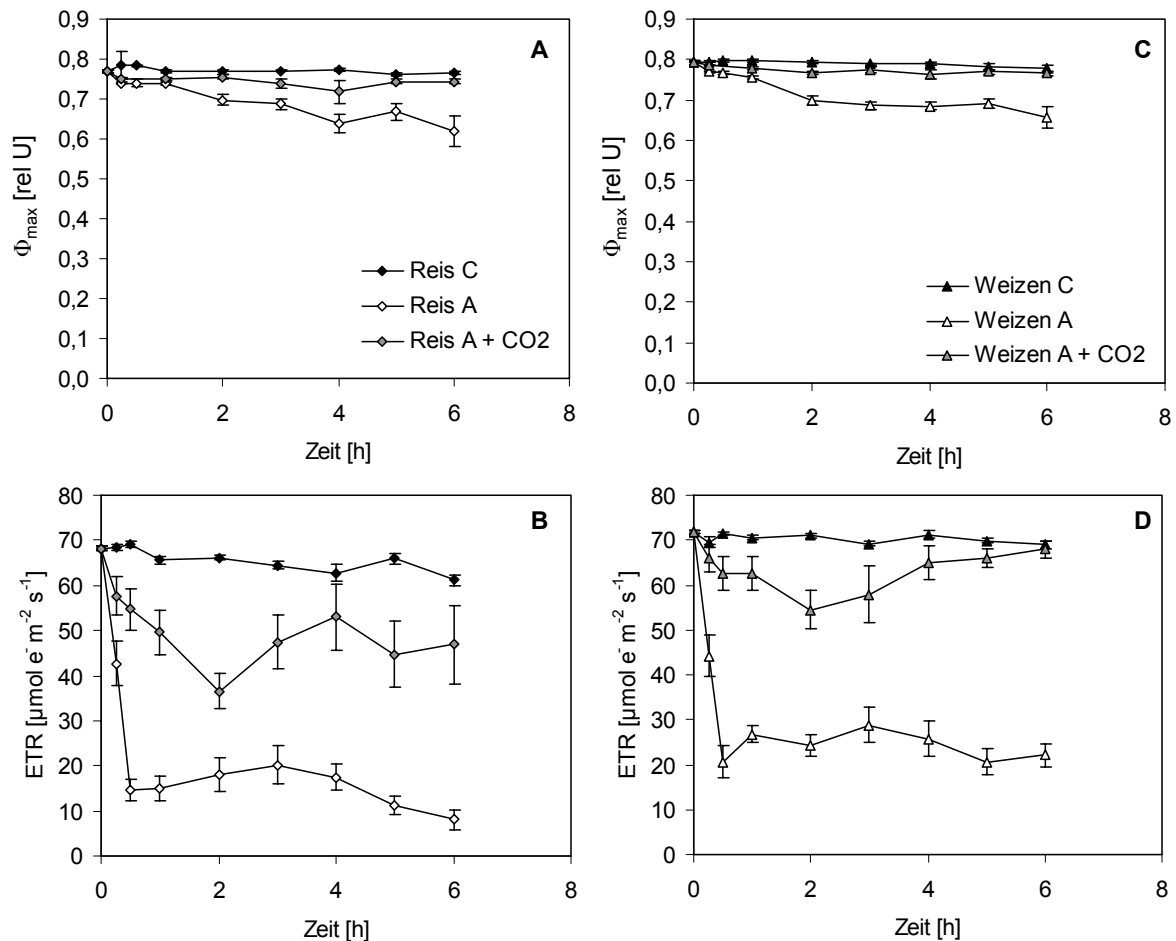 A
0,9
0,8
0,7
0,6
0,5
0,4
0,3
0,2
0,1
0,0
Φmax [rel U]
Reis C
Reis A
Reis A + CO2
0 2 4 6 8
Zeit [h]
C
0,9
0,8
0,7
0,6
0,5
0,4
0,3
0,2
0,1
0,0
Φmax [rel U]
Weizen C
Weizen A
Weizen A + CO2
0 2 4 6 8
Zeit [h]
B
80
70
60
50
40
30
20
10
0
ETR [µmol e⁻ m⁻² s⁻¹]
0 2 4 6 8
Zeit [h]
D
80
70
60
50
40
30
20
10
0
ETR [µmol e⁻ m⁻² s⁻¹]
0 2 4 6 8
Zeit [h]